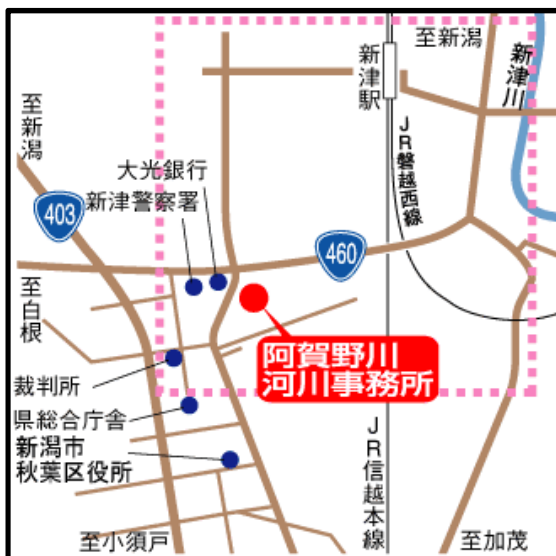 至新潟
新津駅
新津川
至新潟
JR磐越西線
大光銀行
新津警察署
403
460
至白根
阿賀野川
河川事務所
裁判所
県総合庁舎
新潟市
秋葉区役所
JR信越本線
至小須戸
至加茂